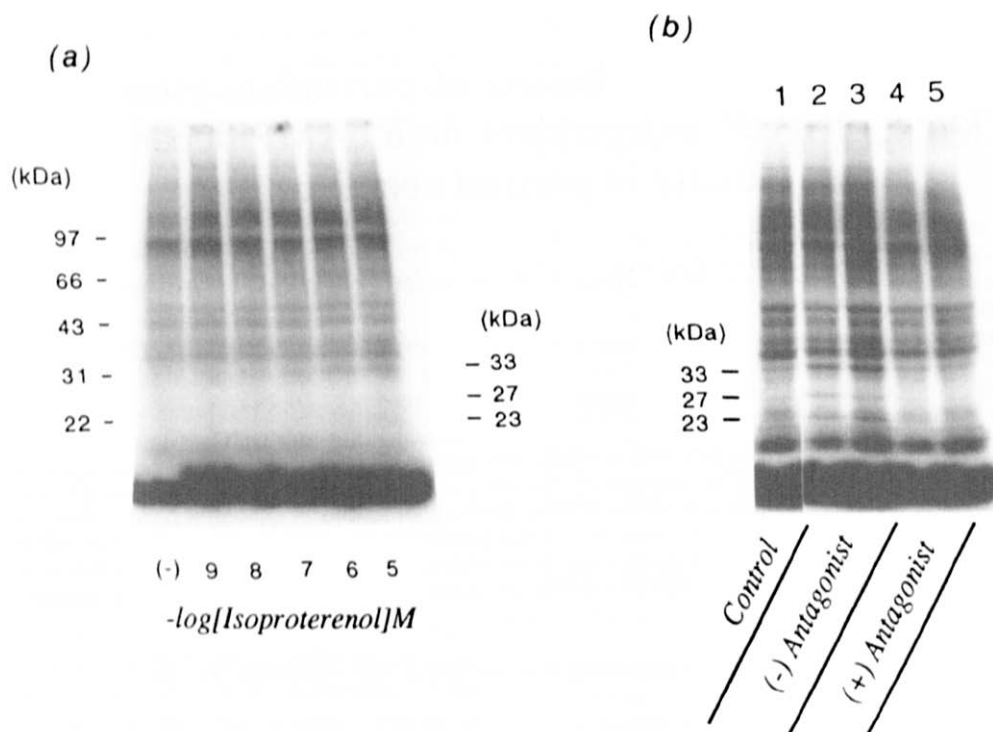 (a)
(kDa)
97 -
66 -
43 -
31 -
22 -
(kDa)
- 33
- 27
- 23
(-) 9 8 7 6 5
-log[Isoproterenol]M
(b)
1 2 3 4 5
(kDa)
33 -
27 -
23 -
Control
(-) Antagonist
(+) Antagonist